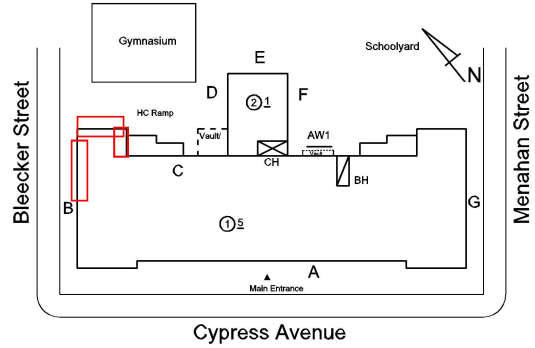 Gymnasium
E
Schoolyard
N
D
F
② 1
HC Ramp
Vault/
AW1
Vault
C
CH
BH
B
G
① 5
A
Main Entrance
Bleecker Street
Menahan Street
Cypress Avenue